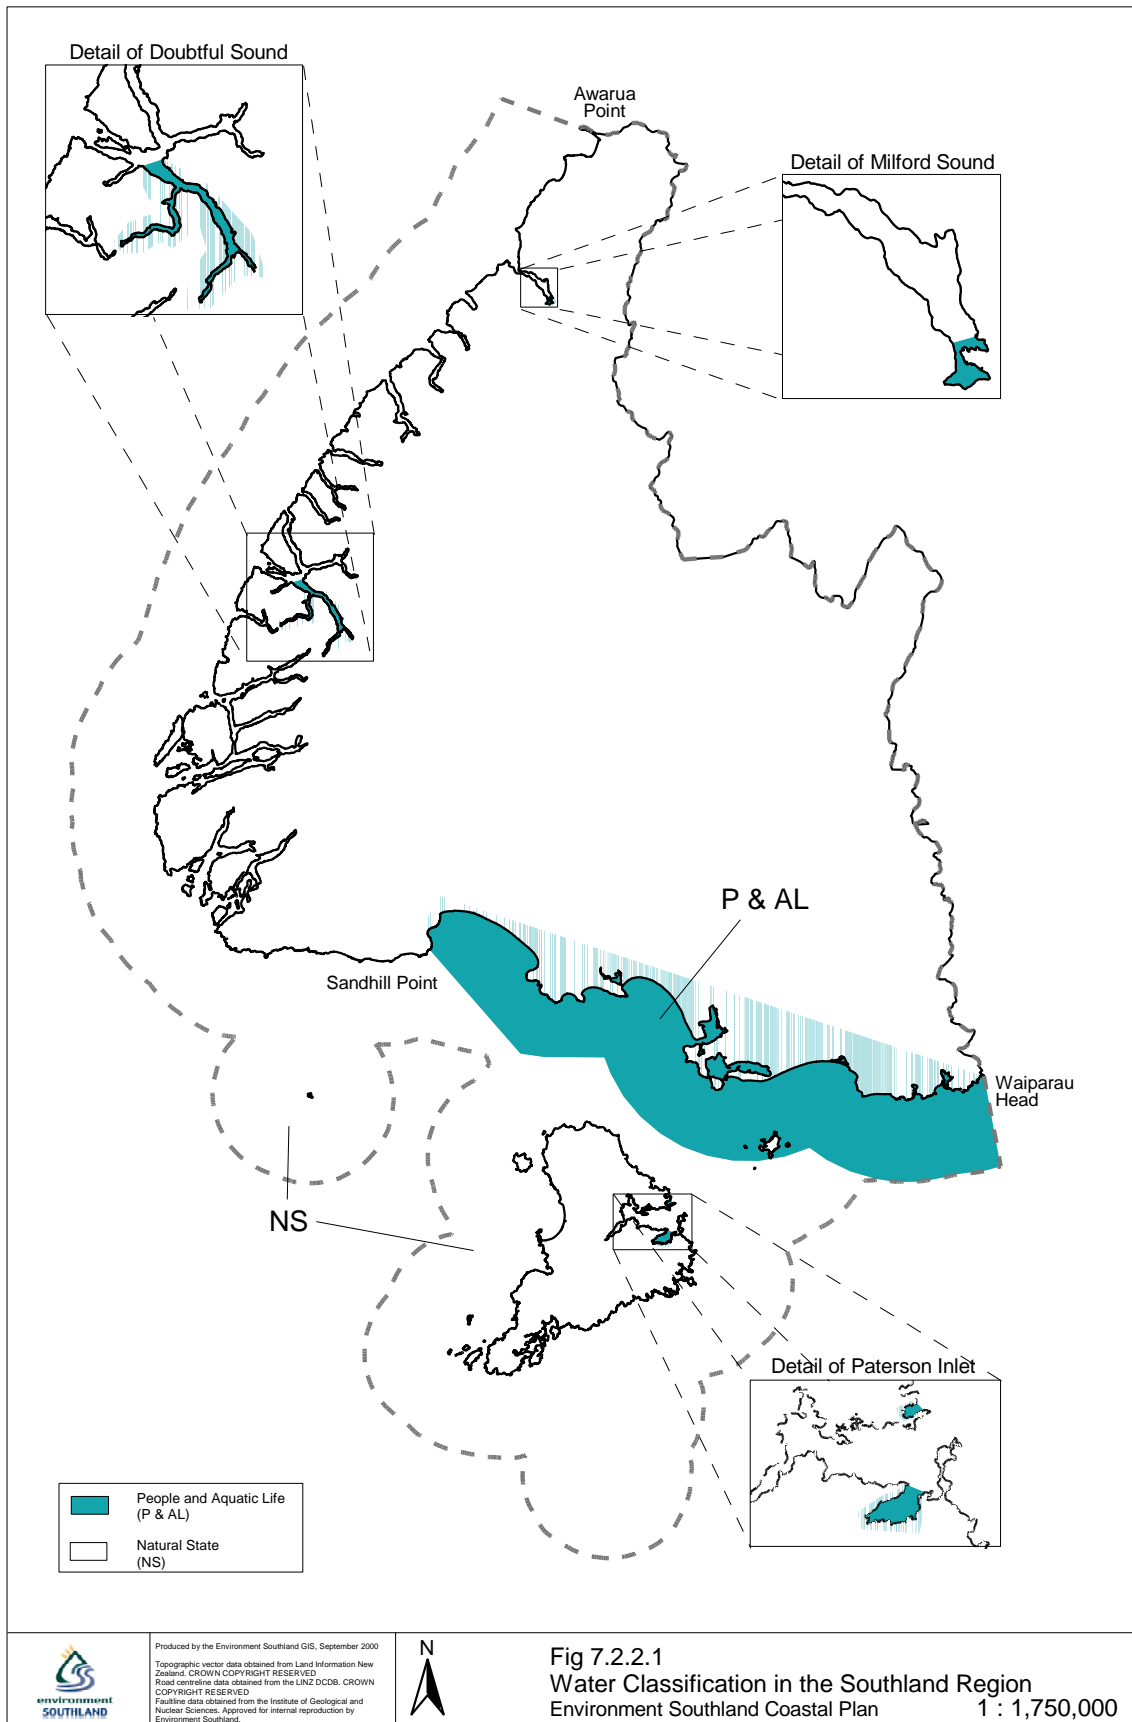 Detail of Doubtful Sound
Awarua
Point
Detail of Milford Sound
P & AL
Sandhill Point
Waiparau
Head
NS
Detail of Paterson Inlet
People and Aquatic Life
(P & AL)
Natural State
(NS)
environment
SOUTHLAND
Produced by the Environment Southland GIS, September 2000
Topographic vector data obtained from Land Information New
Zealand. CROWN COPYRIGHT RESERVED
Road centreline data obtained from the LINZ DCDB. CROWN
COPYRIGHT RESERVED
Faultline data obtained from the Institute of Geological and
Nuclear Sciences. Approved for internal reproduction by
Environment Southland.
N
Fig 7.2.2.1
Water Classification in the Southland Region
Environment Southland Coastal Plan 1 : 1,750,000